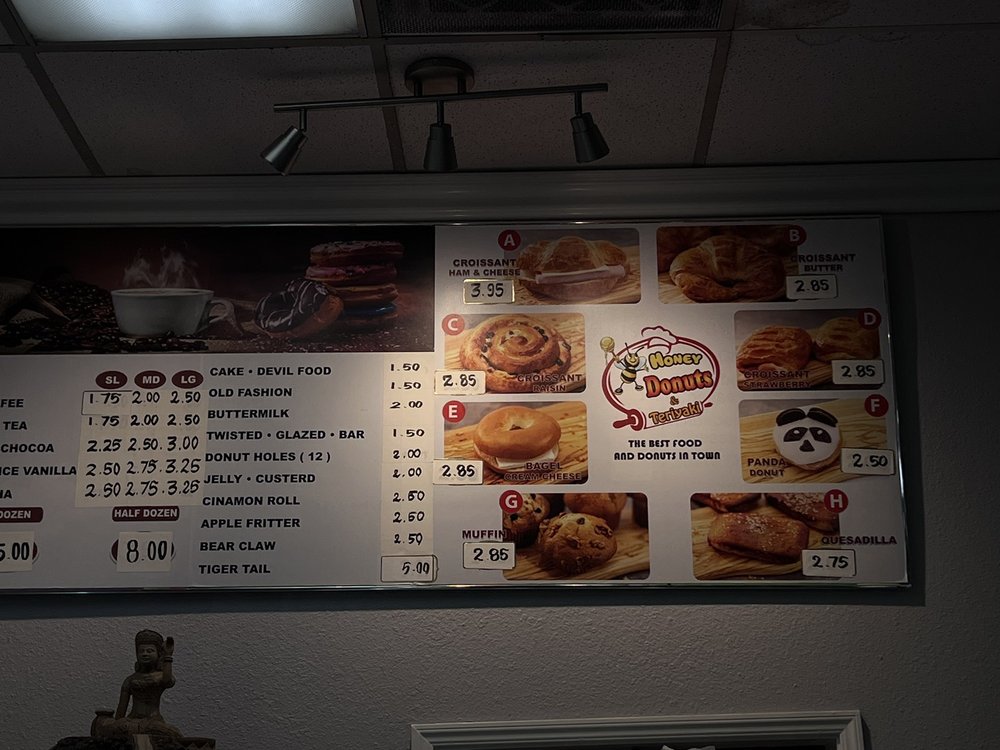 SL MD LG
FEE 1.75 2.00 2.50
TEA 1.75 2.00 2.50
CHOCOA 2.25 2.50 3.00
ICE VANILLA 2.50 2.75 3.25
HA 2.50 2.75 3.25
DOZEN
5.00
HALF DOZEN
8.00
CAKE • DEVIL FOOD 1.50
OLD FASHION 1.50
BUTTERMILK 2.00
TWISTED • GLAZED • BAR 1.50
DONUT HOLES ( 12 ) 2.00
JELLY • CUSTERD 2.00
CINAMON ROLL 2.50
APPLE FRITTER 2.50
BEAR CLAW 2.50
TIGER TAIL 5.00
A
CROISSANT
HAM & CHEESE
3.95
B
CROISSANT
BUTTER
2.85
C
CROISSANT
RAISIN
2.85
HONEY
Donuts
&
Teriyaki
THE BEST FOOD
AND DONUTS IN TOWN
D
CROISSANT
STRAWBERRY
2.85
E
BAGEL
CREAM CHEESE
2.85
F
PANDA
DONUT
2.50
G
MUFFIN
2.85
H
QUESADILLA
2.75